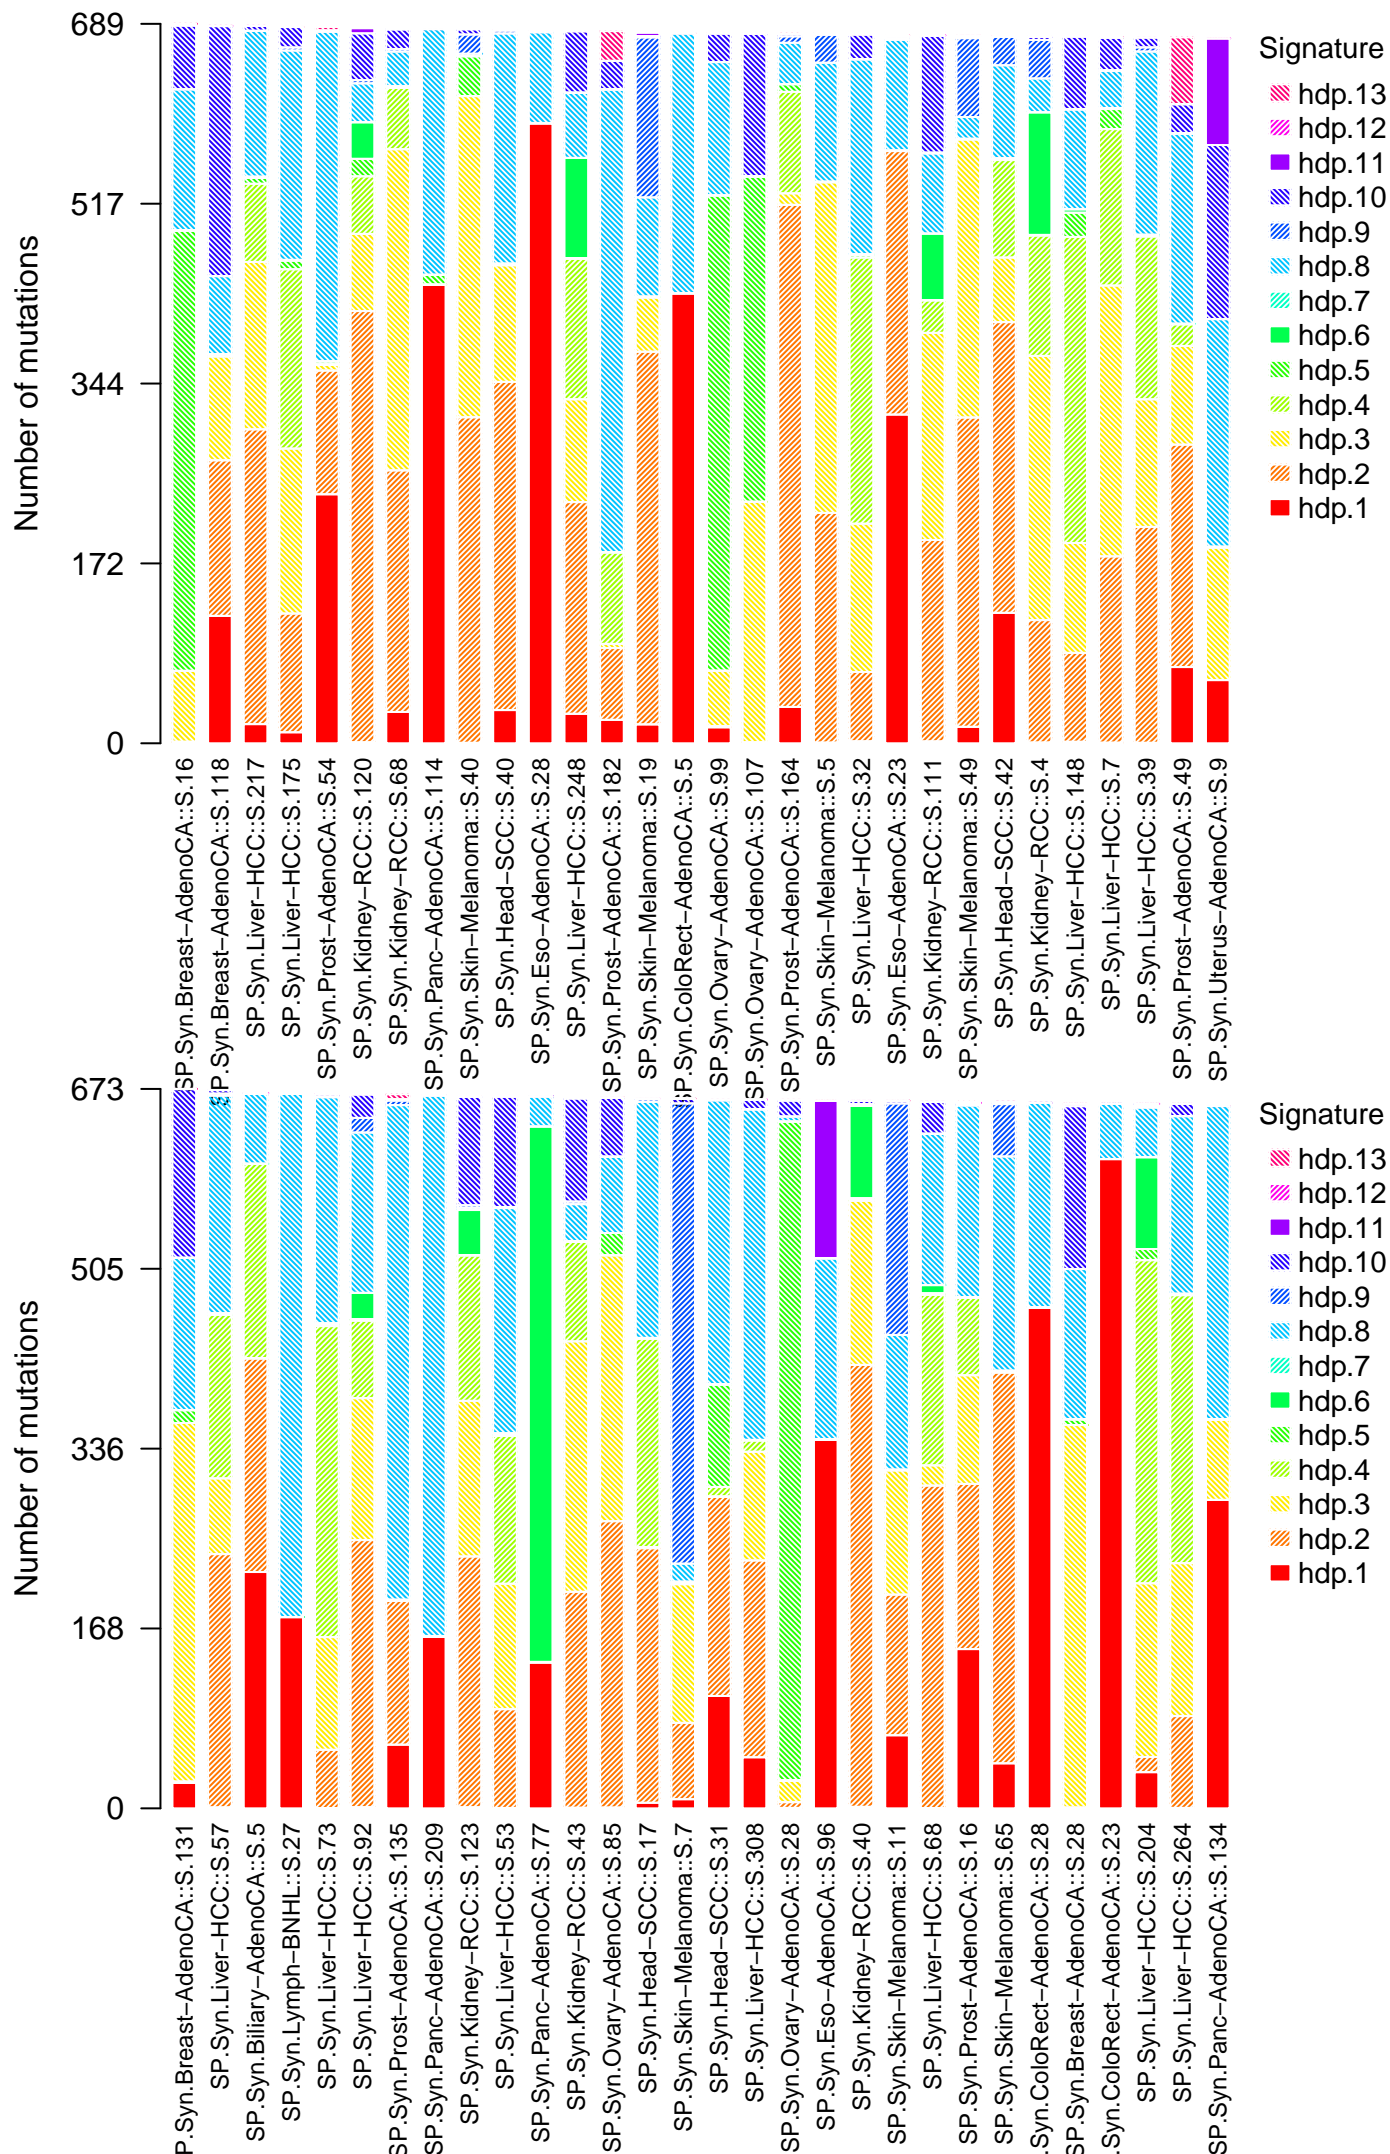 Number of mutations
689
517
344
172
0
Signature
hdp.13
hdp.12
hdp.11
hdp.10
hdp.9
hdp.8
hdp.7
hdp.6
hdp.5
hdp.4
hdp.3
hdp.2
hdp.1
SP.Syn.Breast−AdenoCA::S.16
SP.Syn.Breast−AdenoCA::S.118
SP.Syn.Liver−HCC::S.217
SP.Syn.Liver−HCC::S.175
SP.Syn.Prost−AdenoCA::S.54
SP.Syn.Kidney−RCC::S.120
SP.Syn.Kidney−RCC::S.68
SP.Syn.Panc−AdenoCA::S.114
SP.Syn.Skin−Melanoma::S.40
SP.Syn.Head−SCC::S.40
SP.Syn.Eso−AdenoCA::S.28
SP.Syn.Liver−HCC::S.248
SP.Syn.Prost−AdenoCA::S.182
SP.Syn.Skin−Melanoma::S.19
SP.Syn.ColoRect−AdenoCA::S.5
SP.Syn.Ovary−AdenoCA::S.99
SP.Syn.Ovary−AdenoCA::S.107
SP.Syn.Prost−AdenoCA::S.164
SP.Syn.Skin−Melanoma::S.5
SP.Syn.Liver−HCC::S.32
SP.Syn.Eso−AdenoCA::S.23
SP.Syn.Kidney−RCC::S.111
SP.Syn.Skin−Melanoma::S.49
SP.Syn.Head−SCC::S.42
SP.Syn.Kidney−RCC::S.4
SP.Syn.Liver−HCC::S.148
SP.Syn.Liver−HCC::S.7
SP.Syn.Liver−HCC::S.39
SP.Syn.Prost−AdenoCA::S.49
SP.Syn.Uterus−AdenoCA::S.9
Number of mutations
673
505
336
168
0
Signature
hdp.13
hdp.12
hdp.11
hdp.10
hdp.9
hdp.8
hdp.7
hdp.6
hdp.5
hdp.4
hdp.3
hdp.2
hdp.1
P.Syn.Breast−AdenoCA::S.131
SP.Syn.Liver−HCC::S.57
SP.Syn.Biliary−AdenoCA::S.5
SP.Syn.Lymph−BNHL::S.27
SP.Syn.Liver−HCC::S.73
SP.Syn.Liver−HCC::S.92
SP.Syn.Prost−AdenoCA::S.135
SP.Syn.Panc−AdenoCA::S.209
SP.Syn.Kidney−RCC::S.123
SP.Syn.Liver−HCC::S.53
SP.Syn.Panc−AdenoCA::S.77
SP.Syn.Kidney−RCC::S.43
SP.Syn.Ovary−AdenoCA::S.85
SP.Syn.Head−SCC::S.17
SP.Syn.Skin−Melanoma::S.7
SP.Syn.Head−SCC::S.31
SP.Syn.Liver−HCC::S.308
SP.Syn.Ovary−AdenoCA::S.28
SP.Syn.Eso−AdenoCA::S.96
SP.Syn.Kidney−RCC::S.40
SP.Syn.Skin−Melanoma::S.11
SP.Syn.Liver−HCC::S.68
SP.Syn.Prost−AdenoCA::S.16
SP.Syn.Skin−Melanoma::S.65
.Syn.ColoRect−AdenoCA::S.28
SP.Syn.Breast−AdenoCA::S.28
.Syn.ColoRect−AdenoCA::S.23
SP.Syn.Liver−HCC::S.204
SP.Syn.Liver−HCC::S.264
SP.Syn.Panc−AdenoCA::S.134